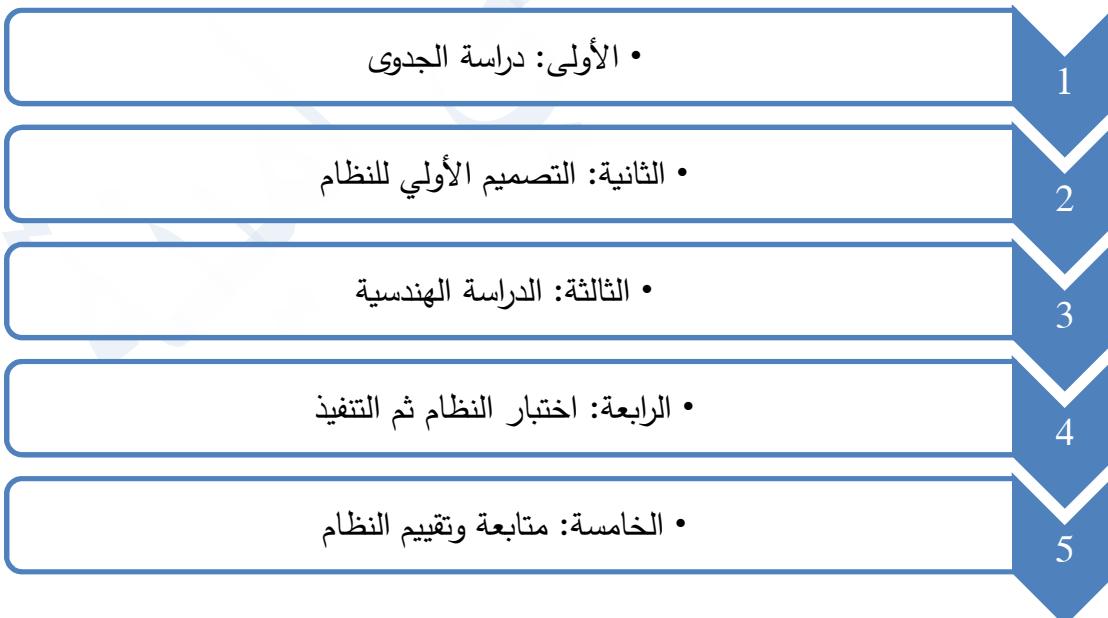 • الأولى: دراسة الجدوى
1
• الثانية: التصميم الأولي للنظام
2
• الثالثة: الدراسة الهندسية
3
• الرابعة: اختبار النظام ثم التنفيذ
4
• الخامسة: متابعة وتقييم النظام
5